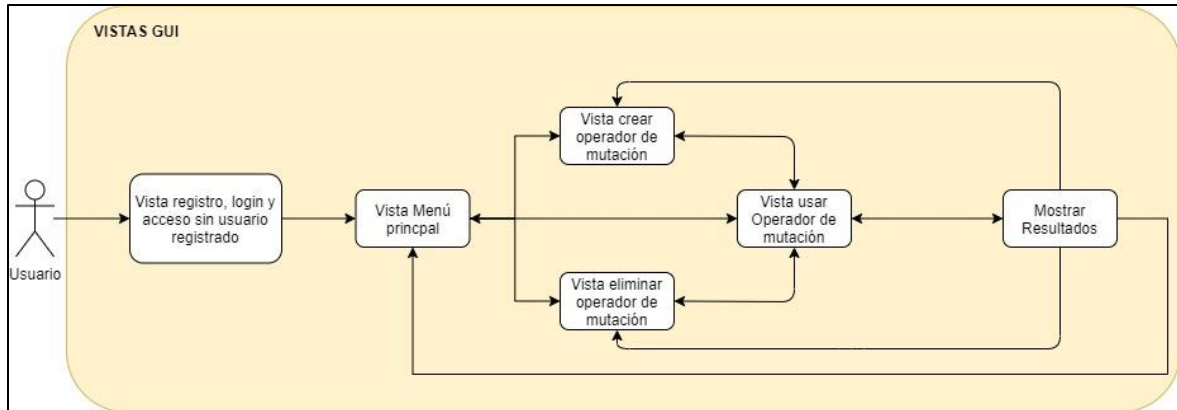 VISTAS GUI
Usuario
Vista registro, login y
acceso sin usuario
registrado
Vista Menú
princpal
Vista crear
operador de
mutación
Vista usar
Operador de
mutación
Vista eliminar
operador de
mutación
Mostrar
Resultados